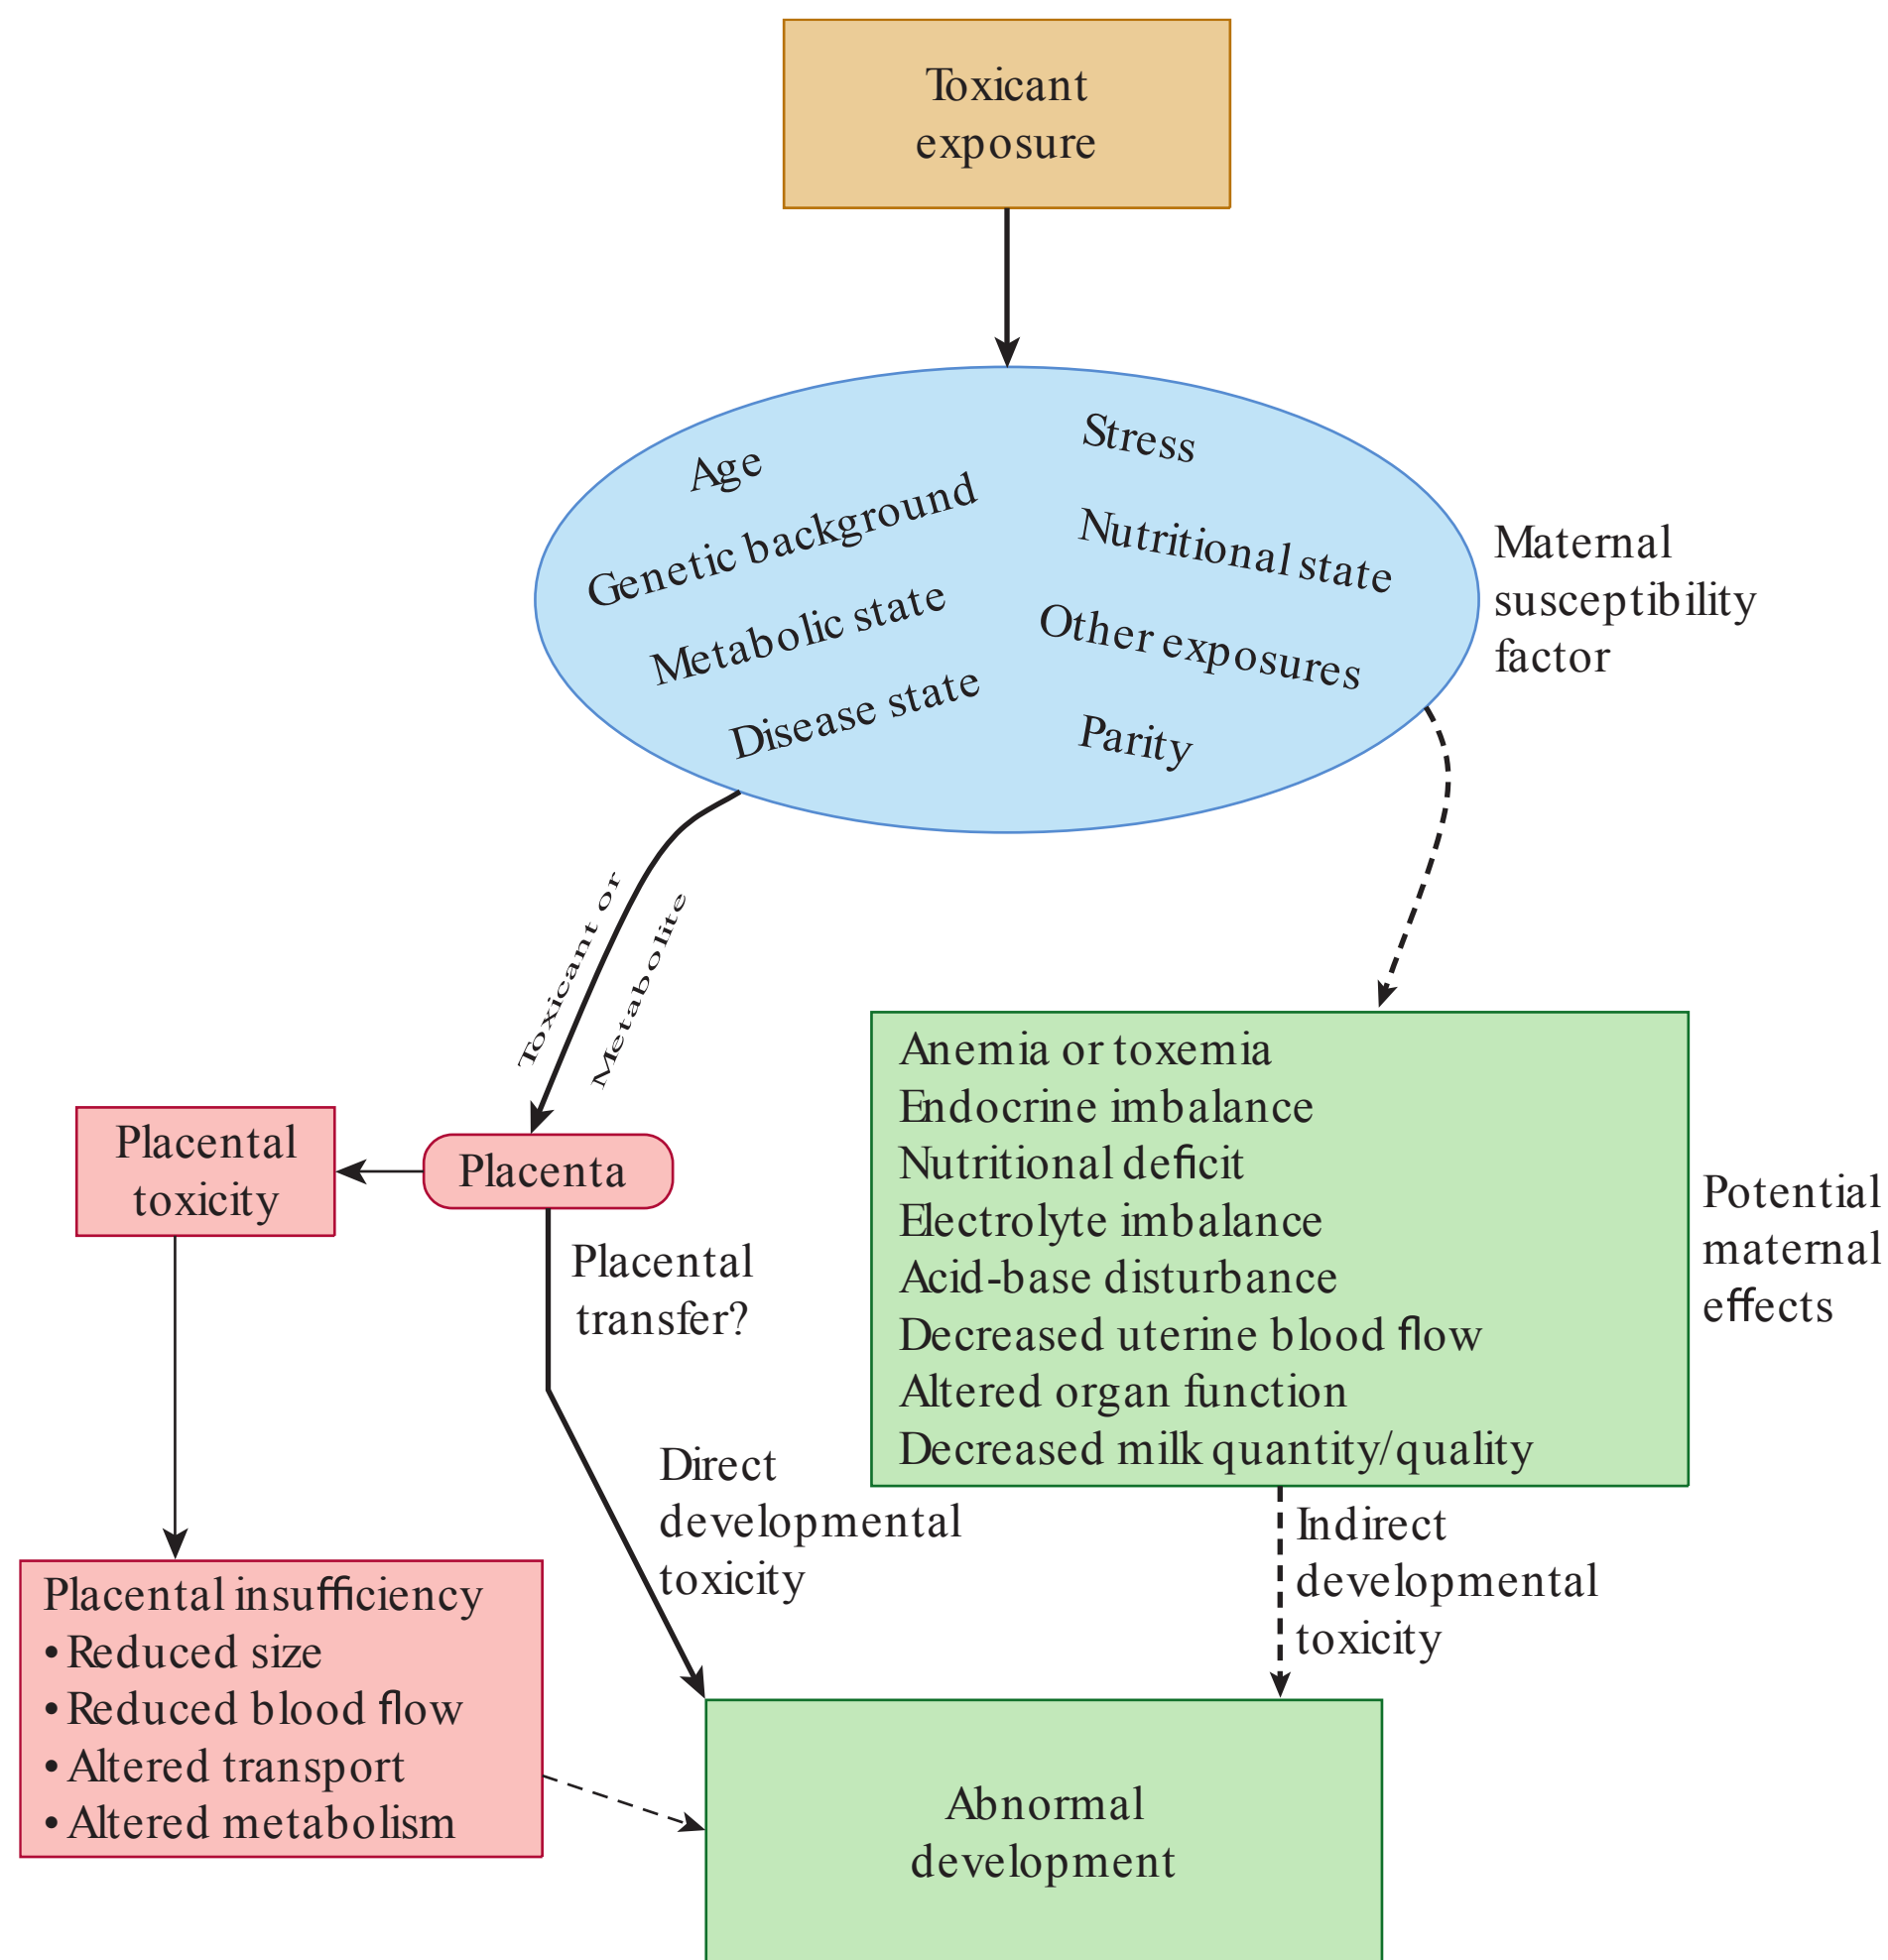 Toxicant
exposure
Age
Genetic background
Metabolic state
Disease state
Stress
Nutritional state
Other exposures
Parity
Maternal
susceptibility
factor
Toxicant or
Metabolite
Placental
toxicity
Placenta
Placental
transfer?
Anemia or toxemia
Endocrine imbalance
Nutritional deficit
Electrolyte imbalance
Acid-base disturbance
Decreased uterine blood flow
Altered organ function
Decreased milk quantity/quality
Potential
maternal
effects
Direct
developmental
toxicity
Indirect
developmental
toxicity
Placental insufficiency
• Reduced size
• Reduced blood flow
• Altered transport
• Altered metabolism
Abnormal
development